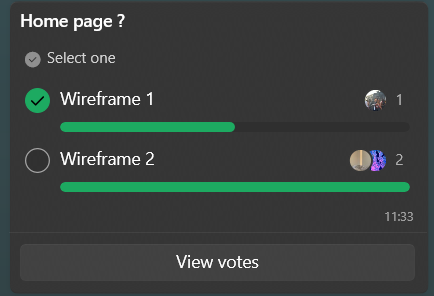 Home page ?
Select one
Wireframe 1 1
Wireframe 2 2
11:33
View votes